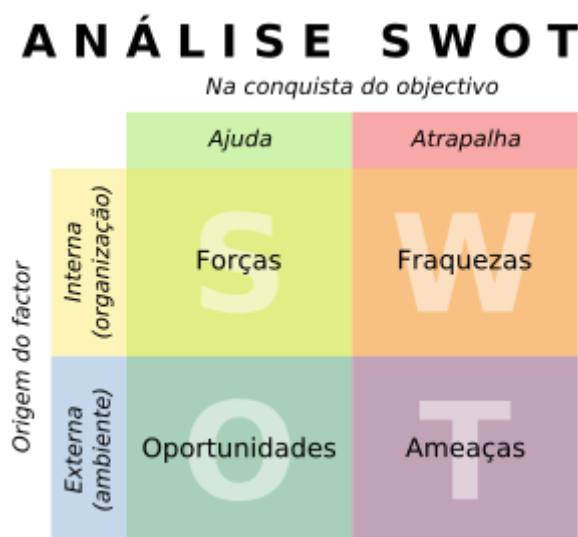 ANÁLISE SWOT
Na conquista do objectivo
Ajuda
Atrapalha
Origem do factor
Interna
(organização)
S
Forças
W
Fraquezas
Externa
(ambiente)
O
Oportunidades
T
Ameaças